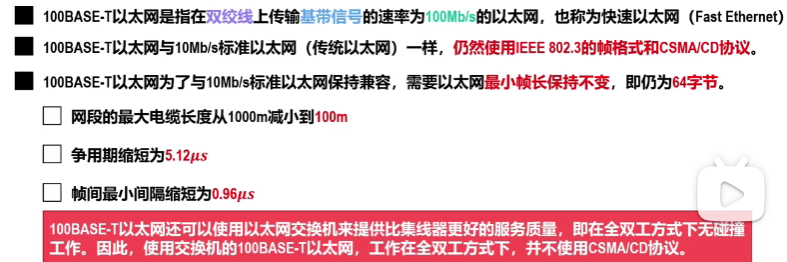 100BASE-T以太网是指在双绞线上传输基带信号的速率为100Mb/s的以太网，也称为快速以太网（Fast Ethernet）
100BASE-T以太网与10Mb/s标准以太网（传统以太网）一样，仍然使用IEEE 802.3的帧格式和CSMA/CD协议。
100BASE-T以太网为了与10Mb/s标准以太网保持兼容，需要以太网最小帧长保持不变，即仍为64字节。
网段的最大电缆长度从1000m减小到100m
争用期缩短为5.12μs
帧间最小间隔缩短为0.96μs
100BASE-T以太网还可以使用以太网交换机来提供比集线器更好的服务质量，即在全双工方式下无碰撞
工作。因此，使用交换机的100BASE-T以太网，工作在全双工方式下，并不使用CSMA/CD协议。